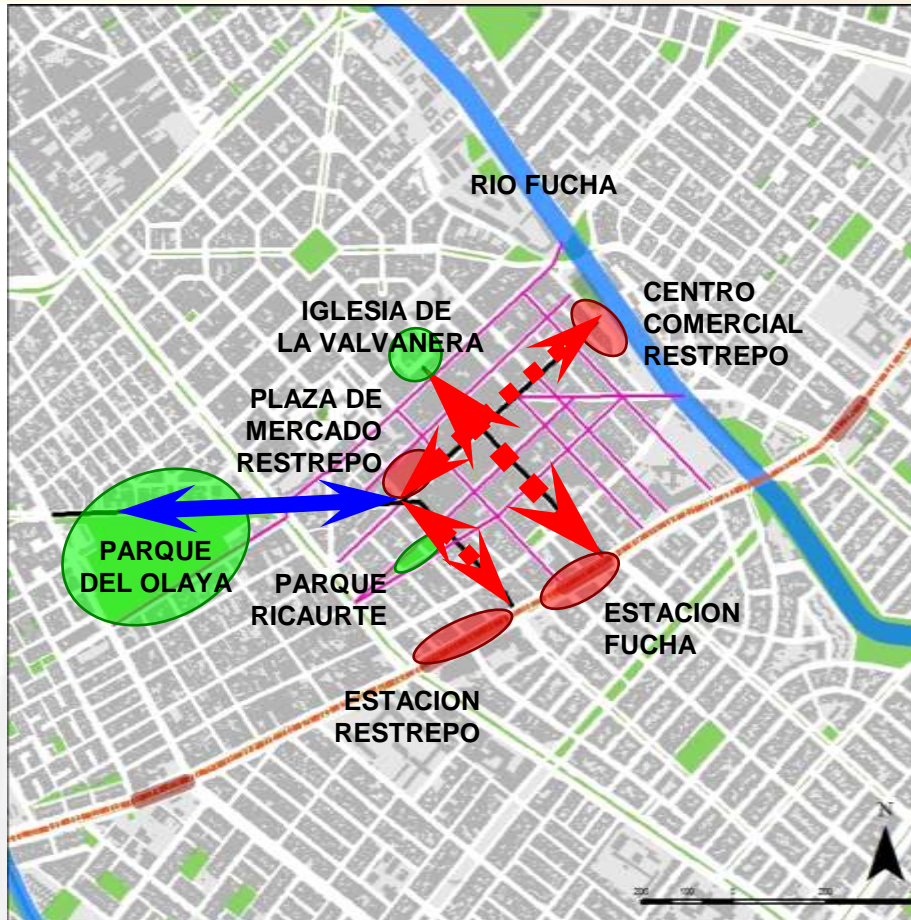 RIO FUCHA
CENTRO
COMERCIAL
RESTREPO
IGLESIA DE
LA VALVANERA
PLAZA DE
MERCADO
RESTREPO
PARQUE
DEL OLAYA
PARQUE
RICAURTE
ESTACION
FUCHA
ESTACION
RESTREPO
N